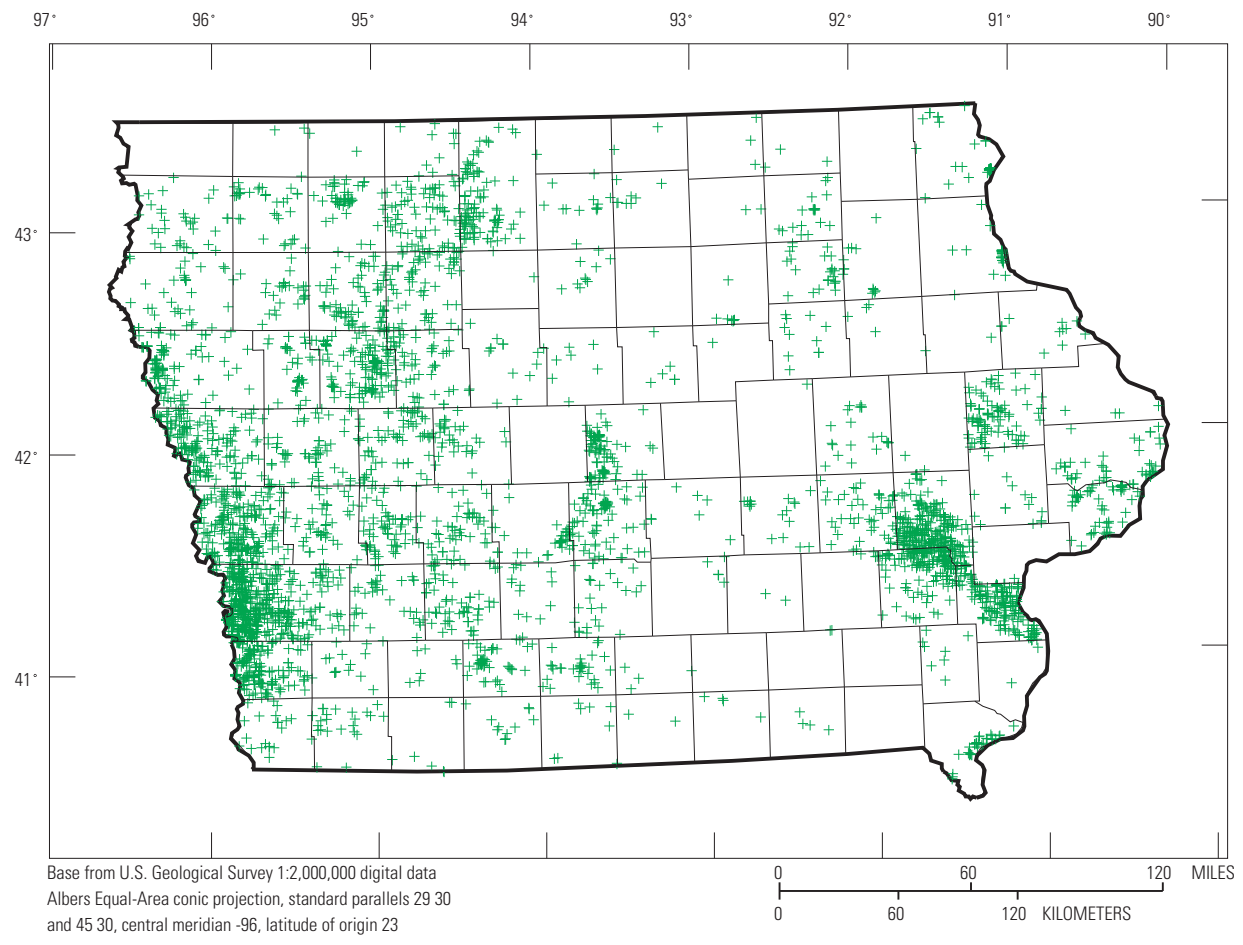 97° 96° 95° 94° 93° 92° 91° 90°
43°
42°
41°
Base from U.S. Geological Survey 1:2,000,000 digital data
Albers Equal-Area conic projection, standard parallels 29 30
and 45 30, central meridian -96, latitude of origin 23
0 60 120 MILES
0 60 120 KILOMETERS